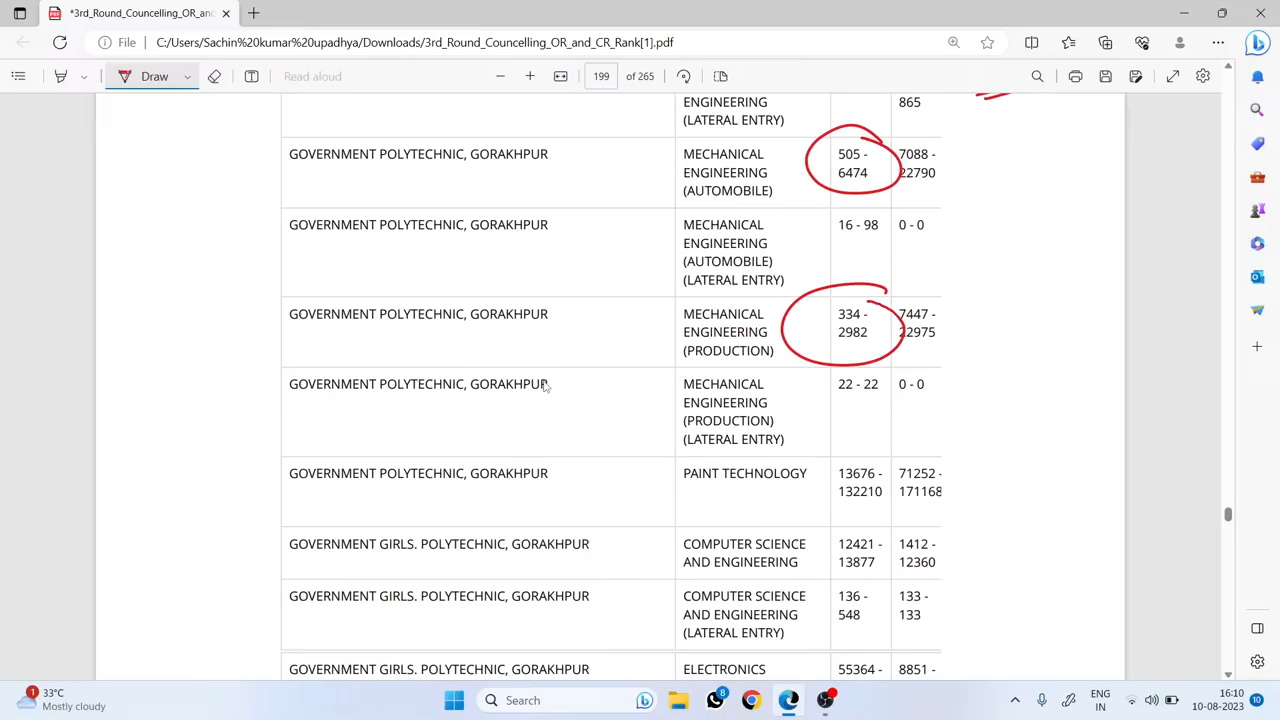 *3rd_Round_Councelling_OR_and
File
C:/Users/Sachin%20kumar%20upadhya/Downloads/3rd_Round_Councelling_OR_and_CR_Rank[1].pdf
Draw
Read aloud
199
of 265
ENGINEERING
(LATERAL ENTRY)
865
GOVERNMENT POLYTECHNIC, GORAKHPUR
MECHANICAL
ENGINEERING
(AUTOMOBILE)
505 -
6474
7088 -
22790
GOVERNMENT POLYTECHNIC, GORAKHPUR
MECHANICAL
ENGINEERING
(AUTOMOBILE)
(LATERAL ENTRY)
16 - 98
0 - 0
GOVERNMENT POLYTECHNIC, GORAKHPUR
MECHANICAL
ENGINEERING
(PRODUCTION)
334 -
2982
7447 -
22975
GOVERNMENT POLYTECHNIC, GORAKHPUR
MECHANICAL
ENGINEERING
(PRODUCTION)
(LATERAL ENTRY)
22 - 22
0 - 0
GOVERNMENT POLYTECHNIC, GORAKHPUR
PAINT TECHNOLOGY
13676 -
132210
71252 -
171168
GOVERNMENT GIRLS. POLYTECHNIC, GORAKHPUR
COMPUTER SCIENCE
AND ENGINEERING
12421 -
13877
1412 -
12360
GOVERNMENT GIRLS. POLYTECHNIC, GORAKHPUR
COMPUTER SCIENCE
AND ENGINEERING
(LATERAL ENTRY)
136 -
548
133 -
133
GOVERNMENT GIRLS. POLYTECHNIC, GORAKHPUR
ELECTRONICS
55364 -
8851 -
1
33°C
Mostly cloudy
Search
8
ENG
IN
16:10
10-08-2023
10